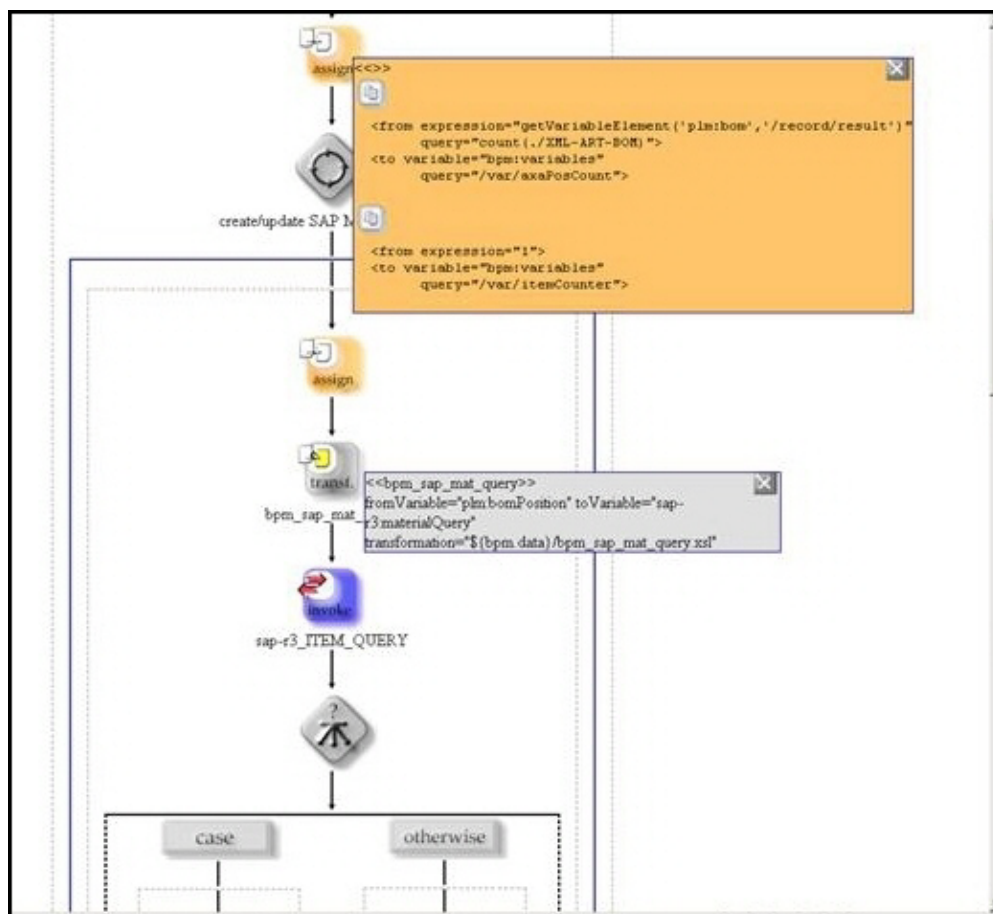 assign
<<>>
<from expression="getVariableElement('plm:bom','/record/result')"
query="count(./XML-ART-BOM)">
<to variable="bpm:variables"
query="/var/axaPosCount">
create/update SAP M
<from expression="1">
<to variable="bpm:variables"
query="/var/itemCounter">
assign
transf.
<<bpm_sap_mat_query>>
fromVariable="plm:bomPosition" toVariable="sap-
r3:materialQuery"
transformation="${bpm.data}/bpm_sap_mat_query.xsl"
bpm_sap_mat_
invoke
sap-r3_ITEM_QUERY
?
case
otherwise